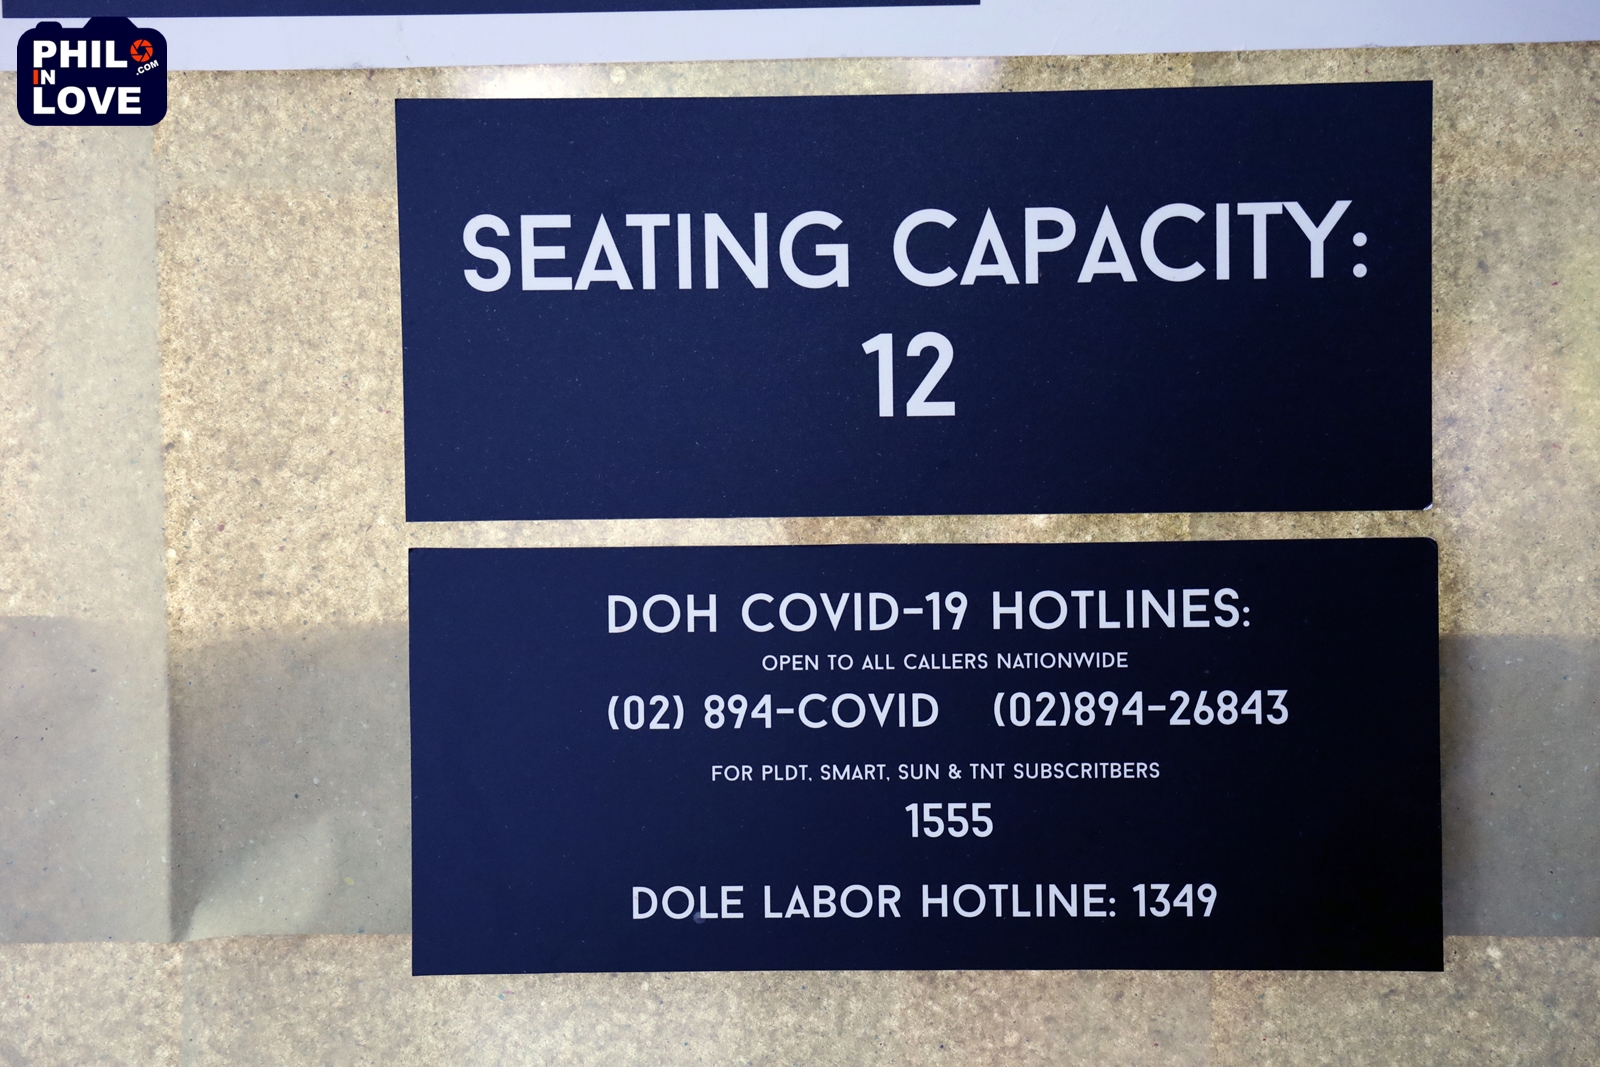 PHIL
IN
.COM
LOVE
SEATING CAPACITY:
12
DOH COVID-19 HOTLINES:
OPEN TO ALL CALLERS NATIONWIDE
(02) 894-COVID (02)894-26843
FOR PLDT, SMART, SUN & TNT SUBSCRITBERS
1555
DOLE LABOR HOTLINE: 1349